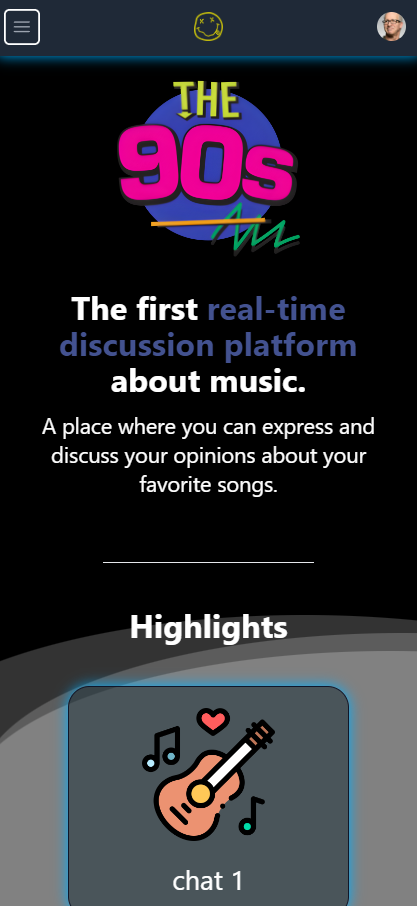 THE
90s
The first real-time
discussion platform
about music.
A place where you can express and
discuss your opinions about your
favorite songs.
Highlights
chat 1